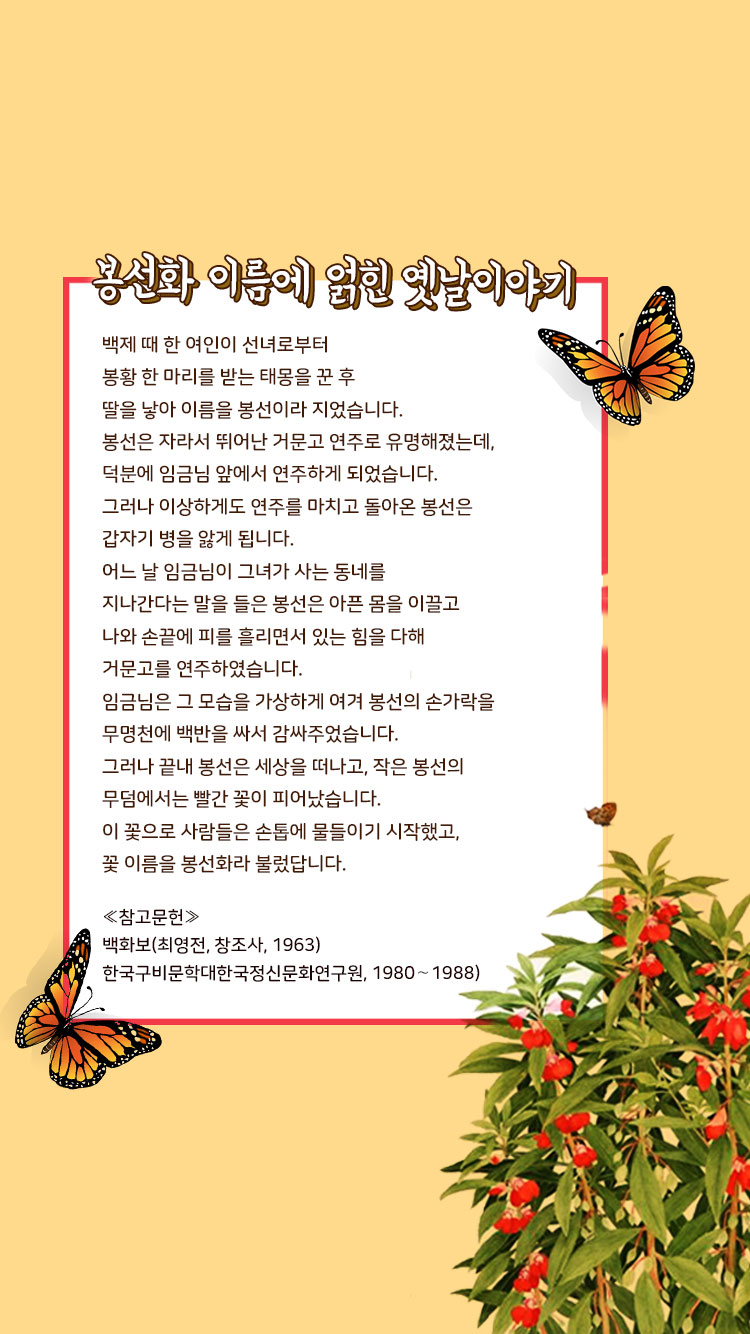 봉선화 이름에 얽힌 옛날이야기
백제 때 한 여인이 선녀로부터
봉황 한 마리를 받는 태몽을 꾼 후
딸을 낳아 이름을 봉선이라 지었습니다.
봉선은 자라서 뛰어난 거문고 연주로 유명해졌는데,
덕분에 임금님 앞에서 연주하게 되었습니다.
그러나 이상하게도 연주를 마치고 돌아온 봉선은
갑자기 병을 앓게 됩니다.
어느 날 임금님이 그녀가 사는 동네를
지나간다는 말을 들은 봉선은 아픈 몸을 이끌고
나와 손끝에 피를 흘리면서 있는 힘을 다해
거문고를 연주하였습니다.
임금님은 그 모습을 가상하게 여겨 봉선의 손가락을
무명천에 백반을 싸서 감싸주었습니다.
그러나 끝내 봉선은 세상을 떠나고, 작은 봉선의
무덤에서는 빨간 꽃이 피어났습니다.
이 꽃으로 사람들은 손톱에 물들이기 시작했고,
꽃 이름을 봉선화라 불렀답니다.
≪참고문헌≫
백화보(최영전, 창조사, 1963)
한국구비문학대한국정신문화연구원, 1980~1988)